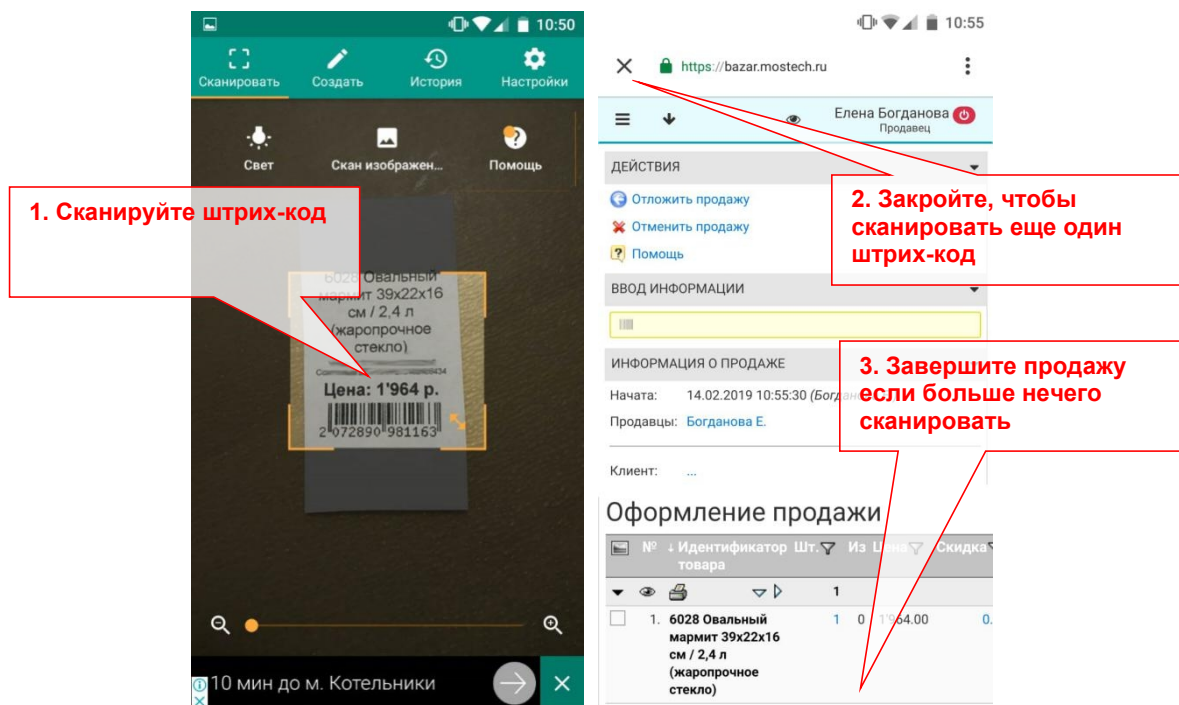 10:50
Сканировать Создать История Настройки
Свет Скан изображен... Помощь
1. Сканируйте штрих-код
6028 Овальный
мармит 39x22x16
см / 2,4 л
(жаропрочное
стекло)
Цена: 1'964 р.
2 072890 981163
10 мин до м. Котельники
10:55
https://bazar.mostech.ru
Елена Богданова
Продавец
ДЕЙСТВИЯ
Отложить продажу
Отменить продажу
Помощь
2. Закройте, чтобы
сканировать еще один
штрих-код
ВВОД ИНФОРМАЦИИ
ИНФОРМАЦИЯ О ПРОДАЖЕ
Начата: 14.02.2019 10:55:30
Продавцы: Богданова Е.
3. Завершите продажу
если больше нечего
сканировать
Клиент: ...
Оформление продажи
№ ↓ Идентификатор Шт. Из Цена Скидка
товара
1
1. 6028 Овальный 1 0 1'964.00 0.
мармит 39x22x16
см / 2,4 л
(жаропрочное
стекло)